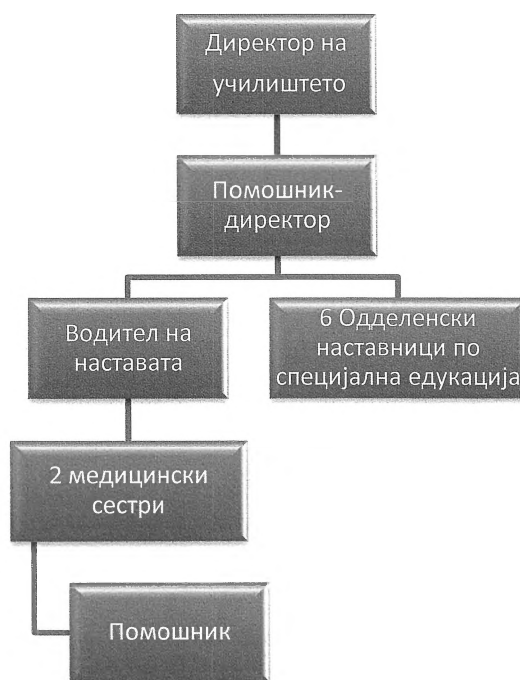 Директор на
училиштето
Помошник-
директор
Водител на
наставата
6 Одделенски
наставници по
специјална едукација
2 медицински
сестри
Помошник